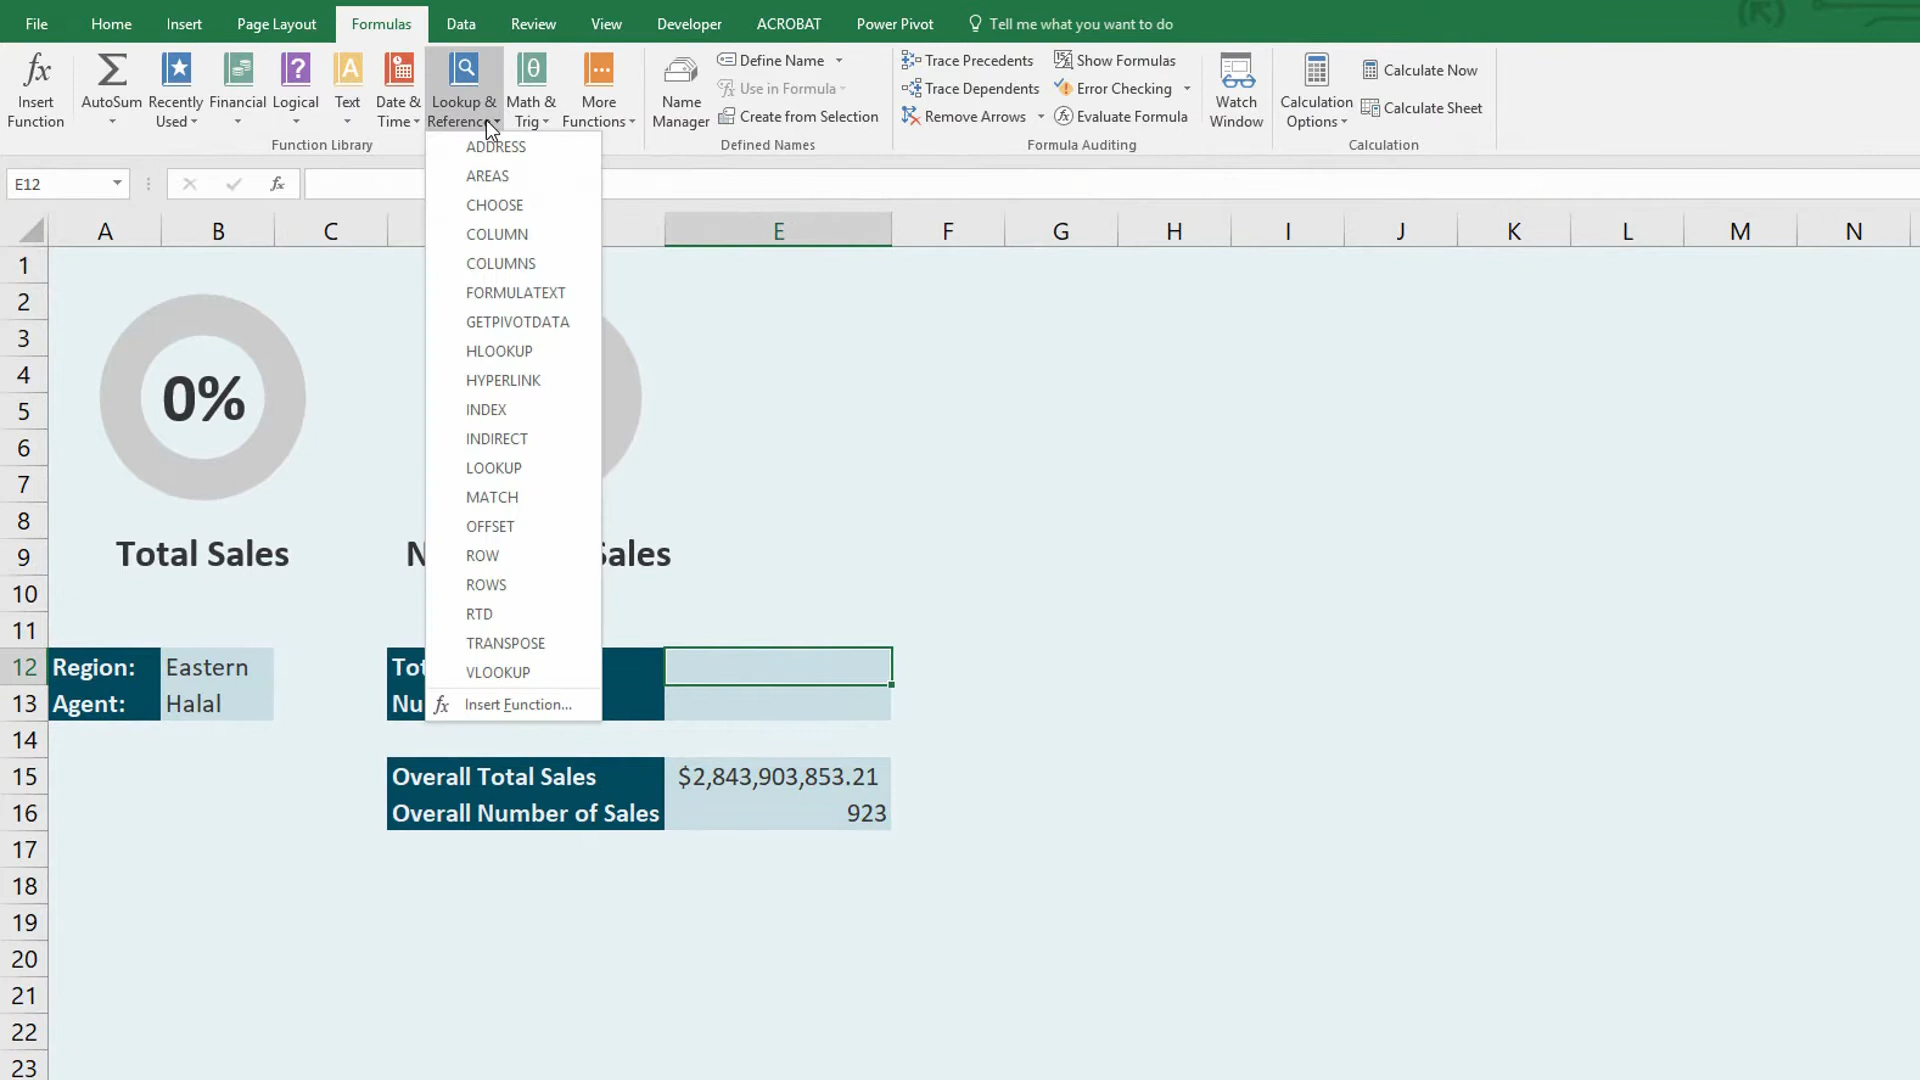 File Home Insert Page Layout Formulas Data Review View Developer ACROBAT Power Pivot Tell me what you want to do
fx Insert Function
Σ AutoSum
Recently Used
Financial
? Logical
A Text
Date & Time
Lookup & Reference
θ Math & Trig
More Functions
Function Library
Name Manager
Define Name
Use in Formula
Create from Selection
Defined Names
Trace Precedents
Trace Dependents
Remove Arrows
Show Formulas
Error Checking
Evaluate Formula
Formula Auditing
Watch Window
Calculation Options
Calculate Now
Calculate Sheet
Calculation
E12 fx
ADDRESS
AREAS
CHOOSE
COLUMN
COLUMNS
FORMULATEXT
GETPIVOTDATA
HLOOKUP
HYPERLINK
INDEX
INDIRECT
LOOKUP
MATCH
OFFSET
ROW
ROWS
RTD
TRANSPOSE
VLOOKUP
fx Insert Function...
A B C E F G H I J K L M N
1
2
3
4
5
6
7
8
9
10
11
12
13
14
15
16
17
18
19
20
21
22
23
0%
Total Sales
Sales
Region: Eastern
Agent: Halal
Overall Total Sales $2,843,903,853.21
Overall Number of Sales 923